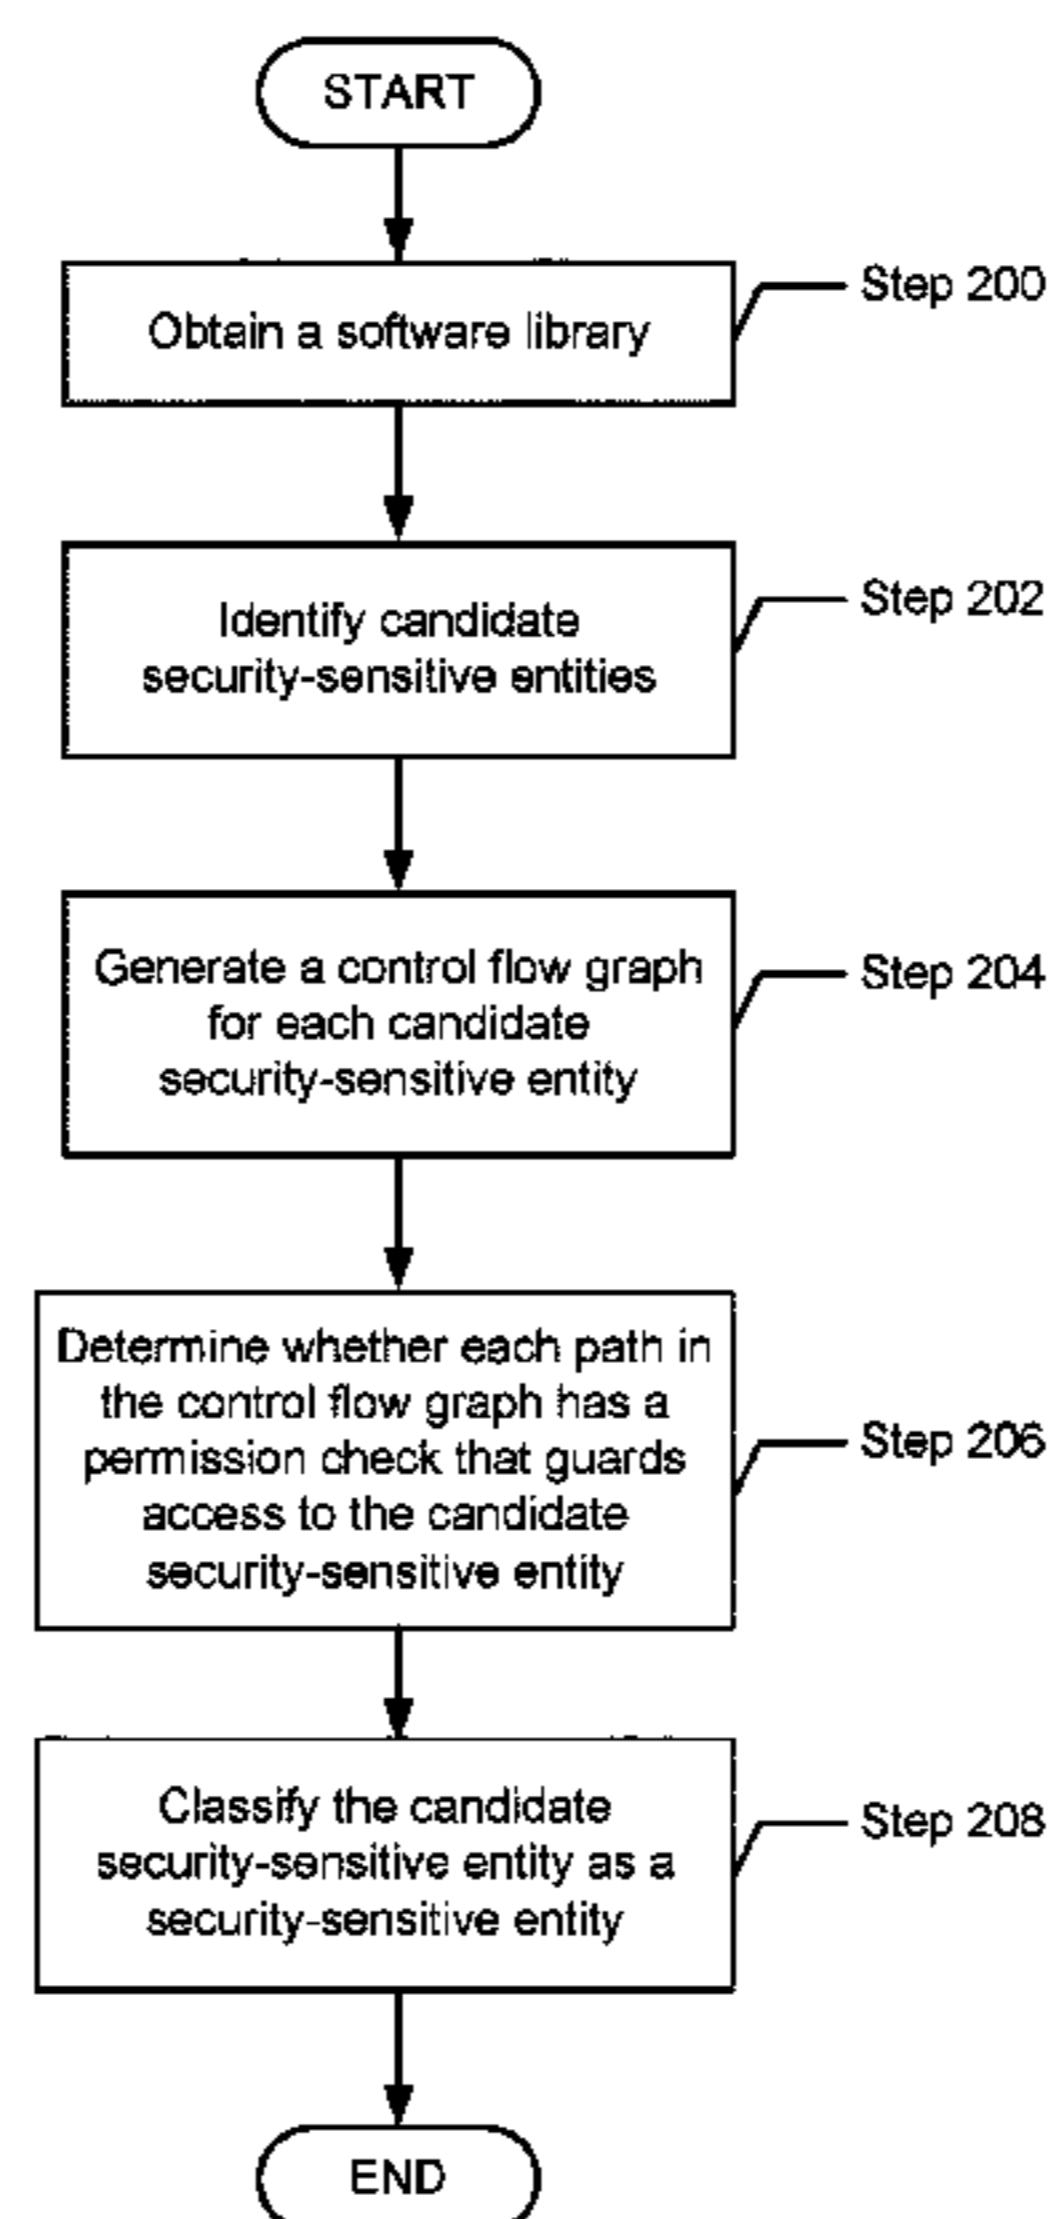 START
Obtain a software library
Step 200
Identify candidate
security-sensitive entities
Step 202
Generate a control flow graph
for each candidate
security-sensitive entity
Step 204
Determine whether each path in
the control flow graph has a
permission check that guards
access to the candidate
security-sensitive entity
Step 206
Classify the candidate
security-sensitive entity as a
security-sensitive entity
Step 208
END